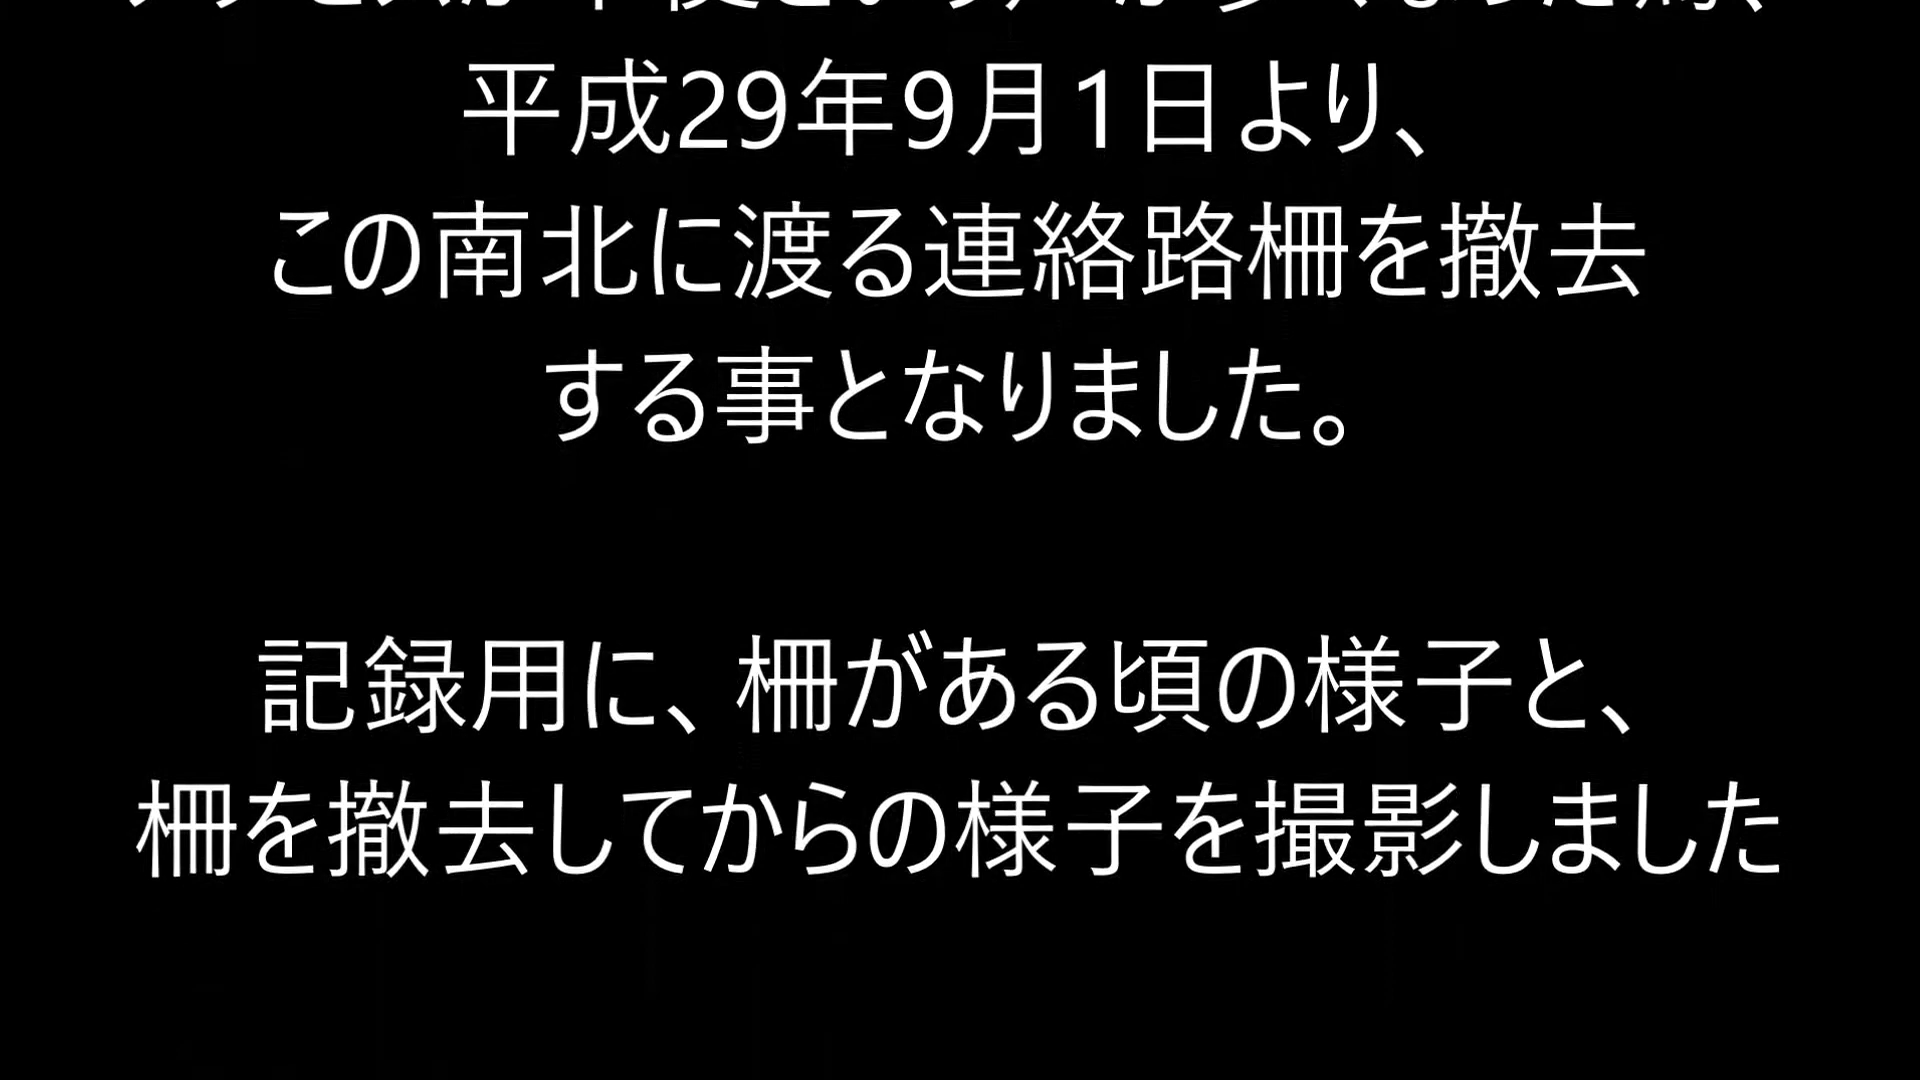 平成29年9月1日より、
この南北に渡る連絡路柵を撤去
する事となりました。
記録用に、柵がある頃の様子と、
柵を撤去してからの様子を撮影しました